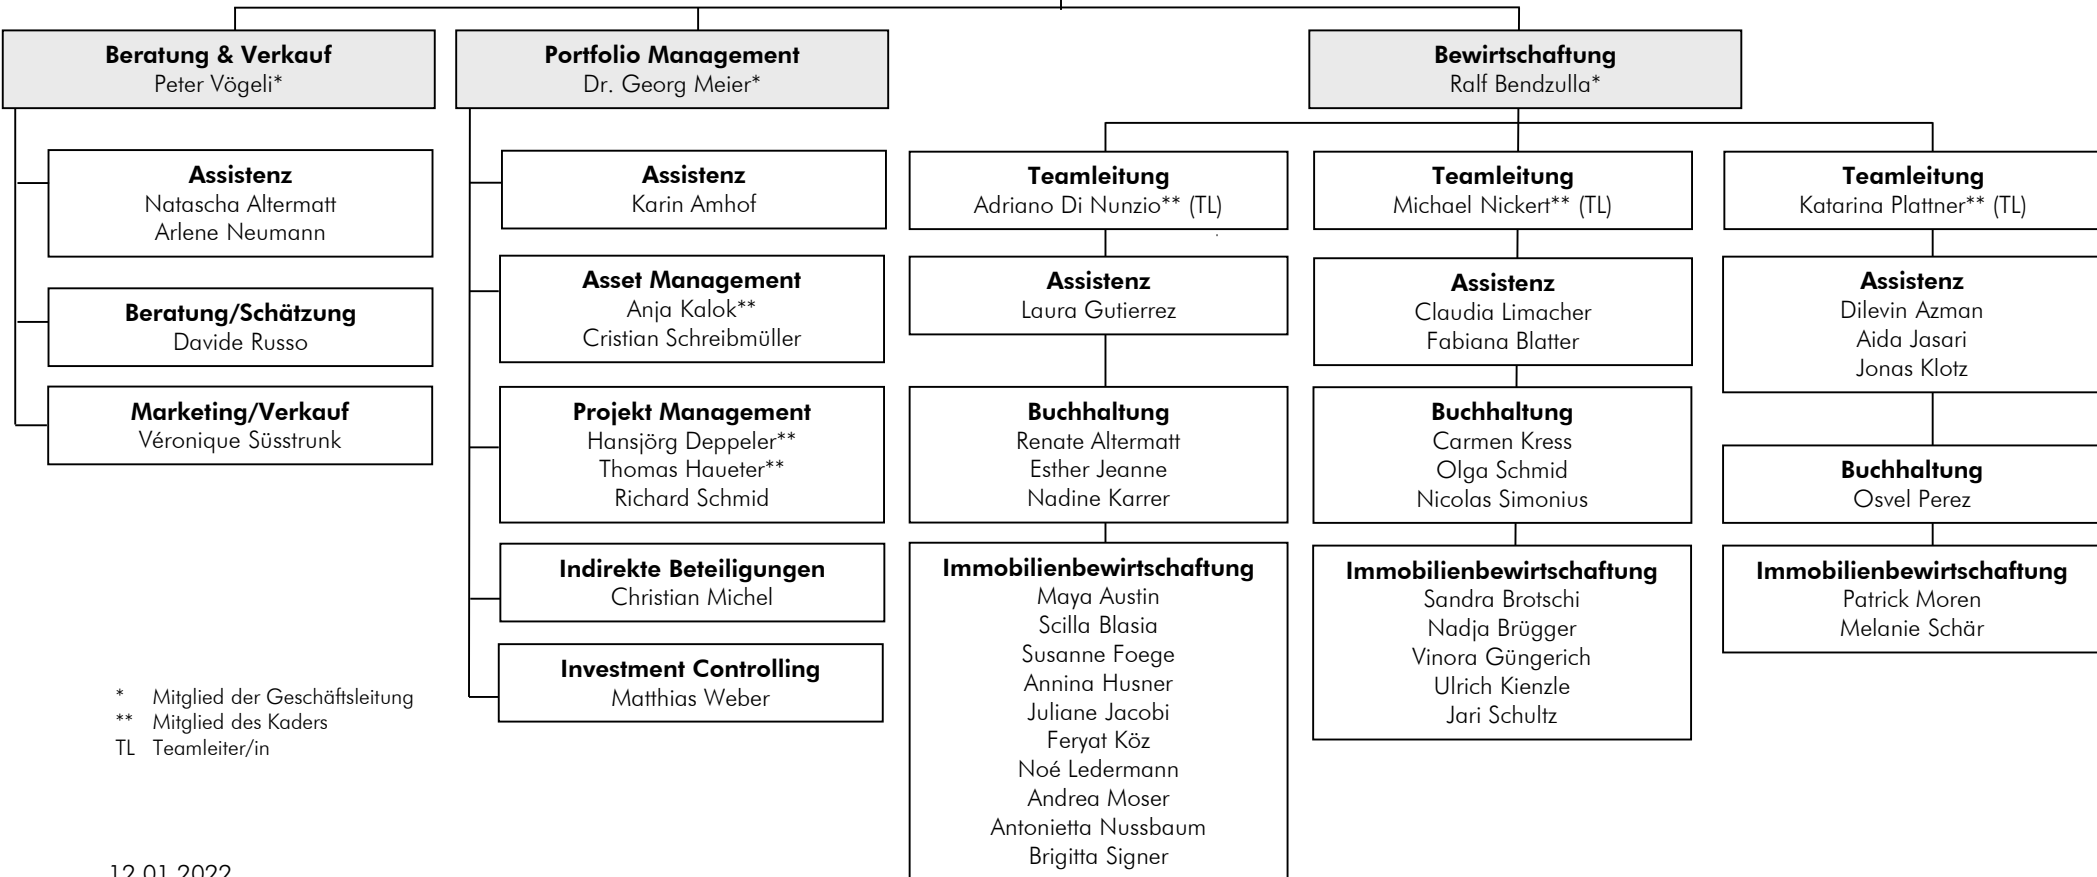 Beratung & Verkauf
Peter Vögeli*
Assistenz
Natascha Altermatt
Arlene Neumann
Beratung/Schätzung
Davide Russo
Marketing/Verkauf
Véronique Süsstrunk
Portfolio Management
Dr. Georg Meier*
Assistenz
Karin Amhof
Asset Management
Anja Kalok**
Cristian Schreibmüller
Projekt Management
Hansjörg Deppeler**
Thomas Haueter**
Richard Schmid
Indirekte Beteiligungen
Christian Michel
Investment Controlling
Matthias Weber
Bewirtschaftung
Ralf Bendzulla*
Teamleitung
Adriano Di Nunzio** (TL)
Assistenz
Laura Gutierrez
Buchhaltung
Renate Altermatt
Esther Jeanne
Nadine Karrer
Immobilienbewirtschaftung
Maya Austin
Scilla Blasia
Susanne Foege
Annina Husner
Juliane Jacobi
Feryat Köz
Noé Ledermann
Andrea Moser
Antonietta Nussbaum
Brigitta Signer
Teamleitung
Michael Nickert** (TL)
Assistenz
Claudia Limacher
Fabiana Blatter
Buchhaltung
Carmen Kress
Olga Schmid
Nicolas Simonius
Immobilienbewirtschaftung
Sandra Brotschi
Nadja Brügger
Vinora Güngerich
Ulrich Kienzle
Jari Schultz
Teamleitung
Katarina Plattner** (TL)
Assistenz
Dilevin Azman
Aida Jasari
Jonas Klotz
Buchhaltung
Osvel Perez
Immobilienbewirtschaftung
Patrick Moren
Melanie Schär
* Mitglied der Geschäftsleitung
** Mitglied des Kaders
TL Teamleiter/in
12.01.2022